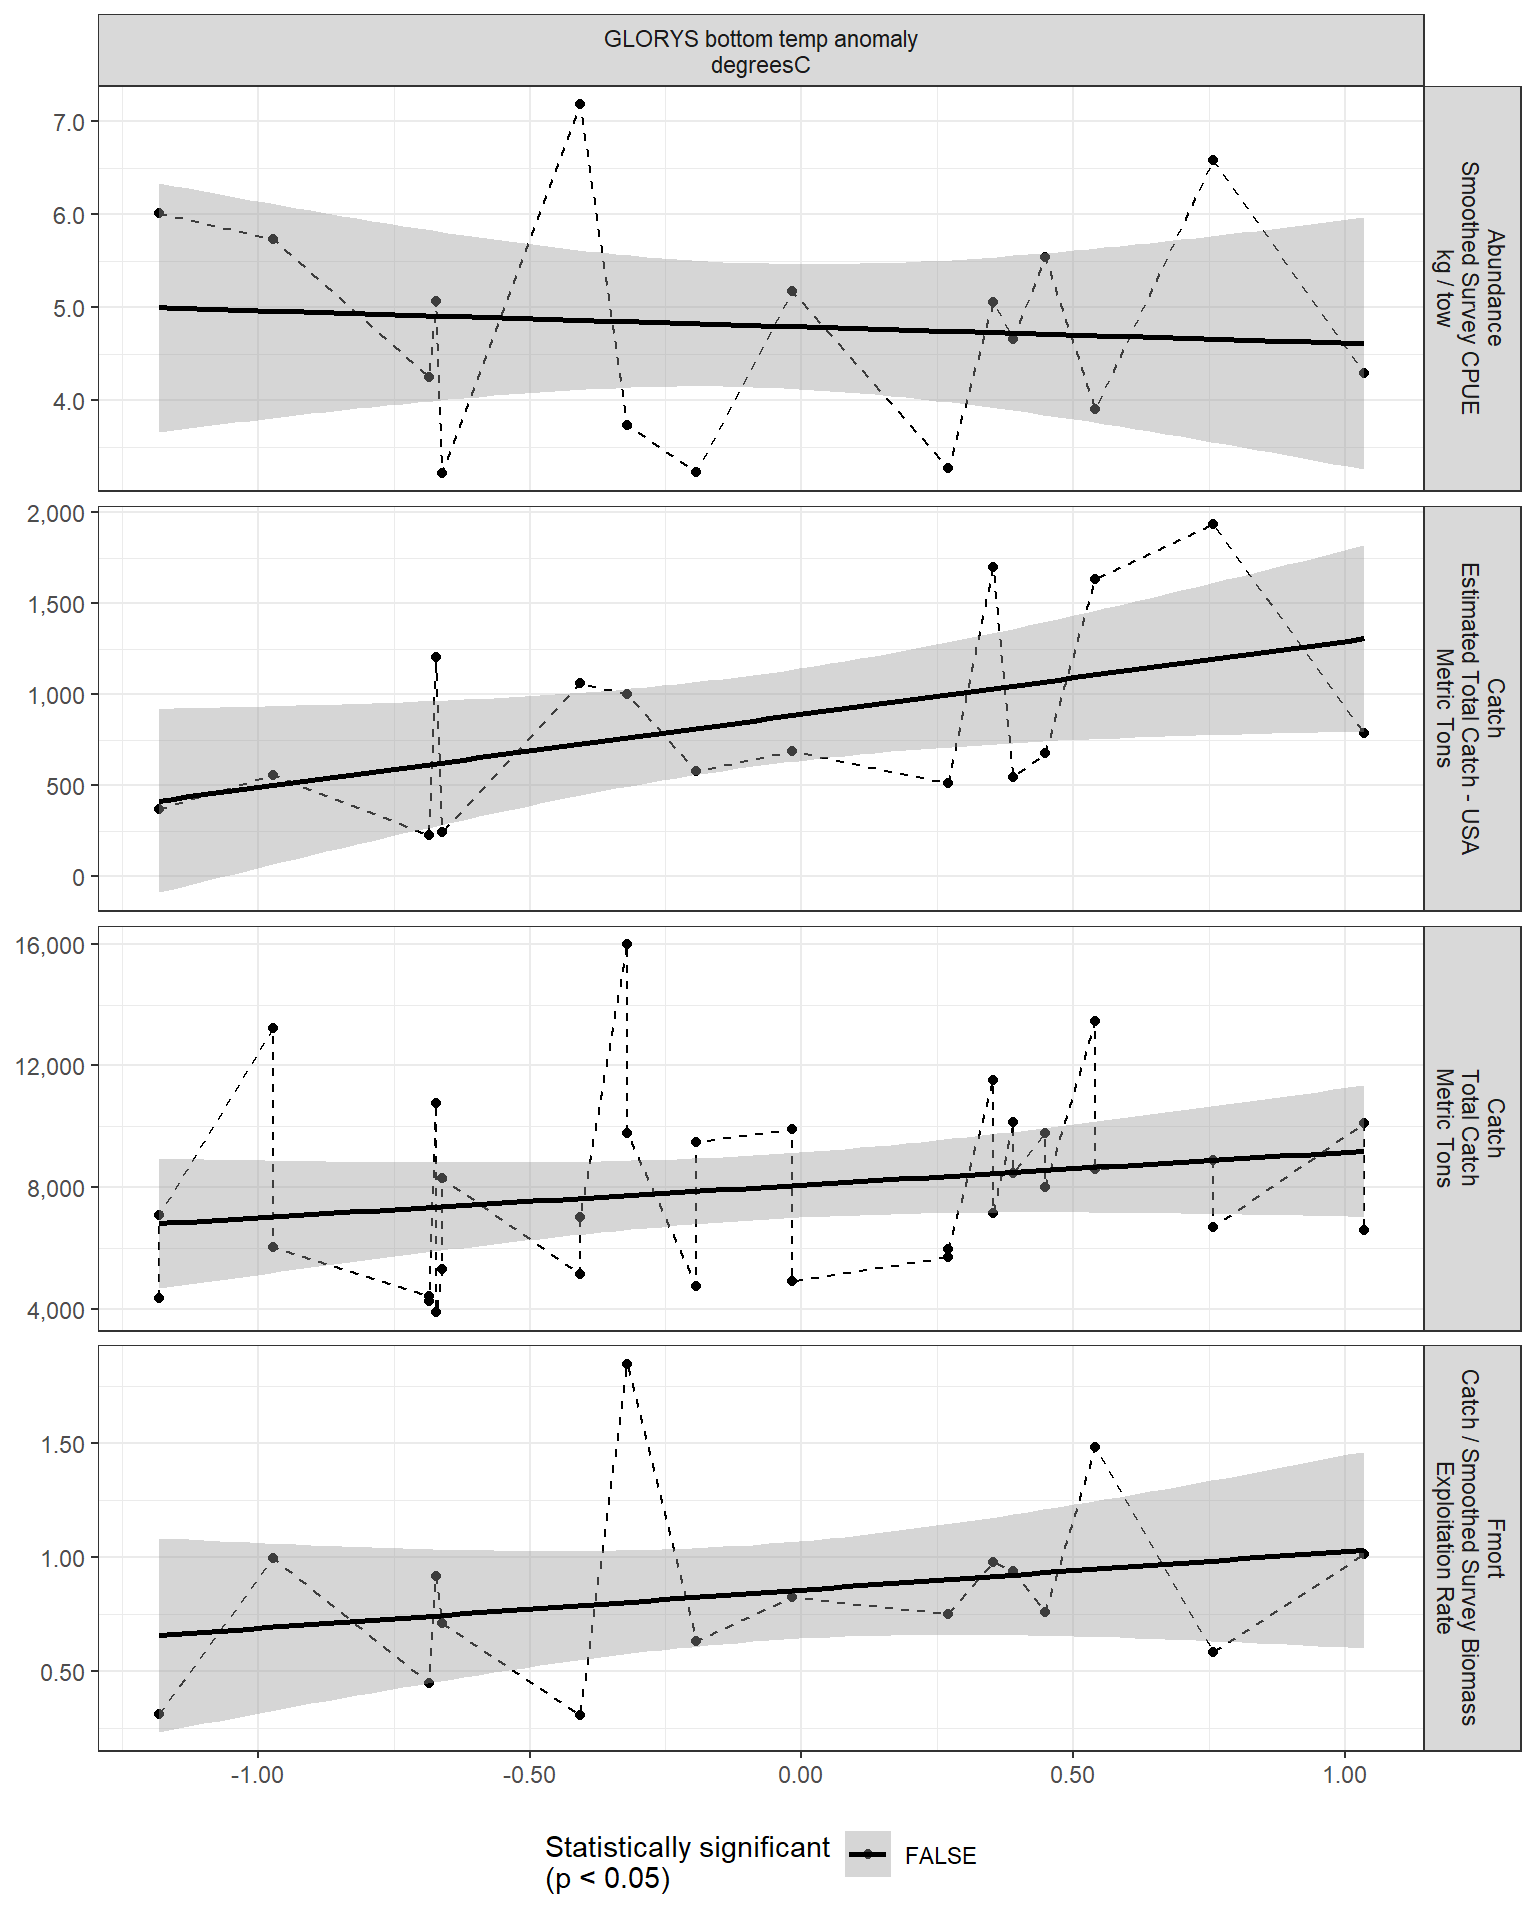 GLORYS bottom temp anomaly
degreesC
7.0
6.0
5.0
4.0
Abundance
Smoothed Survey CPUE
kg / tow
2,000
1,500
1,000
500
0
Catch
Estimated Total Catch - USA
Metric Tons
16,000
12,000
8,000
4,000
Catch
Total Catch
Metric Tons
1.50
1.00
0.50
Fmort
Catch / Smoothed Survey Biomass
Exploitation Rate
-1.00
-0.50
0.00
0.50
1.00
Statistically significant
(p < 0.05)
FALSE